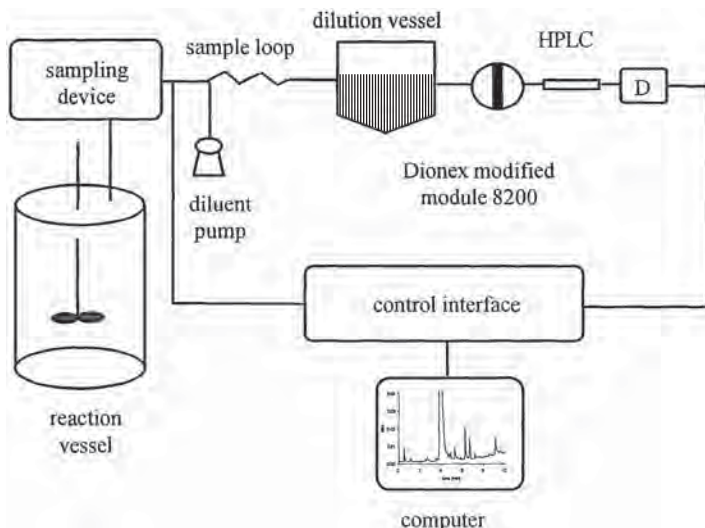 dilution vessel
sample loop
HPLC
sampling
device
D
Dionex modified
module 8200
diluent
pump
control interface
reaction
vessel
computer